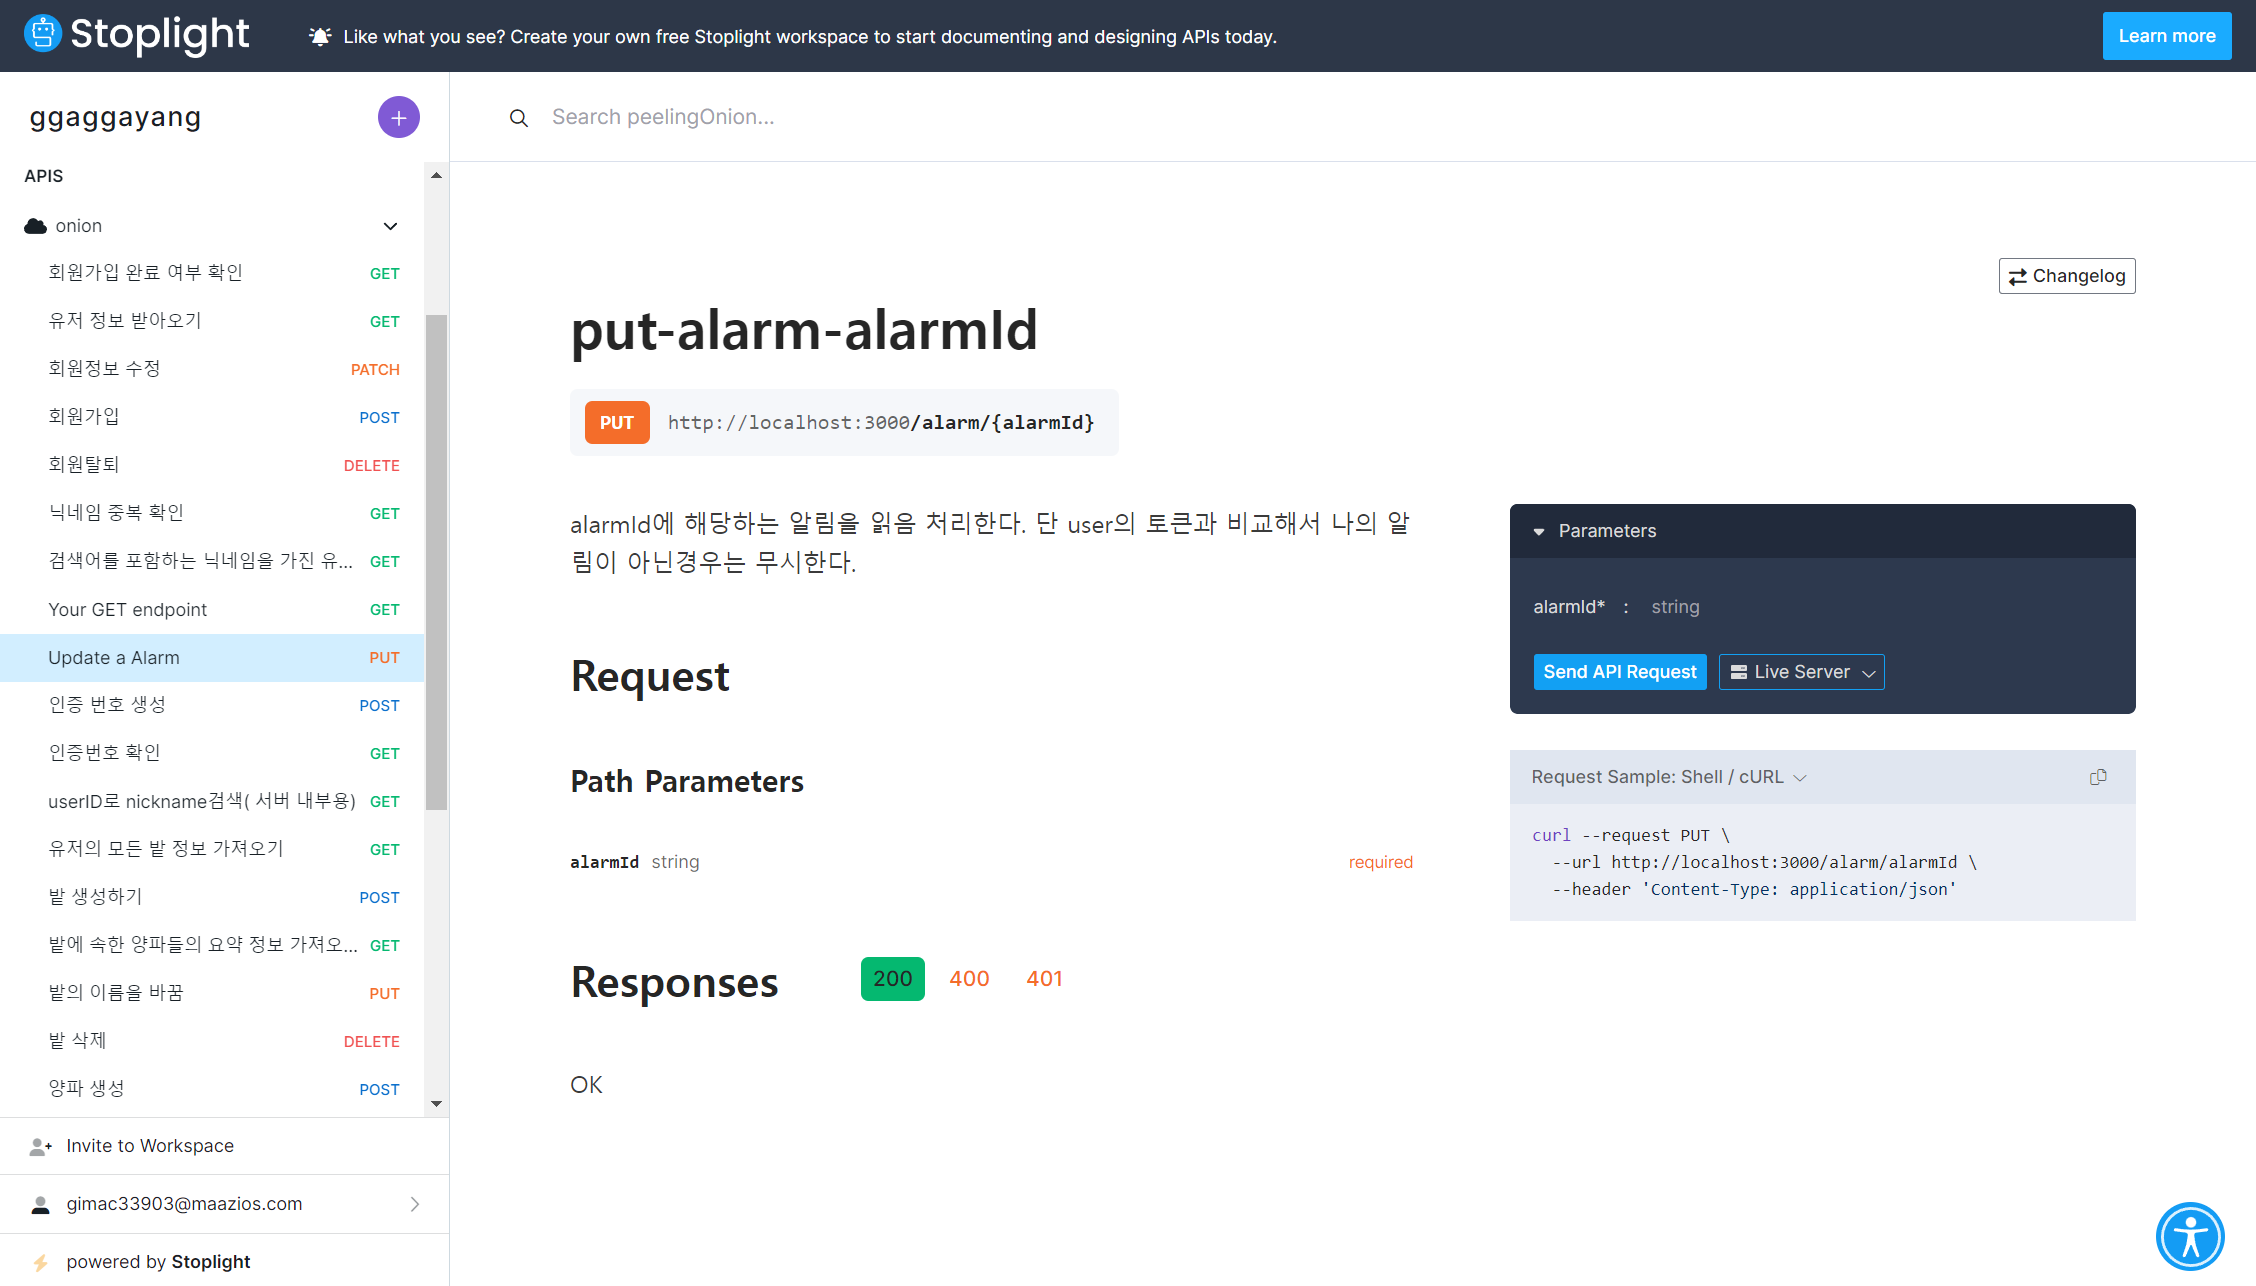 Stoplight
Like what you see? Create your own free Stoplight workspace to start documenting and designing APIs today.
Learn more
ggaggayang
Search peelingOnion...
APIS
onion
회원가입 완료 여부 확인 GET
유저 정보 받아오기 GET
회원정보 수정 PATCH
회원가입 POST
회원탈퇴 DELETE
닉네임 중복 확인 GET
검색어를 포함하는 닉네임을 가진 유... GET
Your GET endpoint GET
Update a Alarm PUT
인증 번호 생성 POST
인증번호 확인 GET
userID로 nickname검색( 서버 내부용) GET
유저의 모든 밭 정보 가져오기 GET
밭 생성하기 POST
밭에 속한 양파들의 요약 정보 가져오... GET
밭의 이름을 바꿈 PUT
밭 삭제 DELETE
양파 생성 POST
Invite to Workspace
gimac33903@maazios.com
powered by Stoplight
Changelog
put-alarm-alarmId
PUT http://localhost:3000/alarm/{alarmId}
alarmId에 해당하는 알림을 읽음 처리한다. 단 user의 토큰과 비교해서 나의 알
림이 아닌경우는 무시한다.
Request
Path Parameters
alarmId string required
Responses 200 400 401
OK
Parameters
alarmId* : string
Send API Request Live Server
Request Sample: Shell / cURL
curl --request PUT \
--url http://localhost:3000/alarm/alarmId \
--header 'Content-Type: application/json'